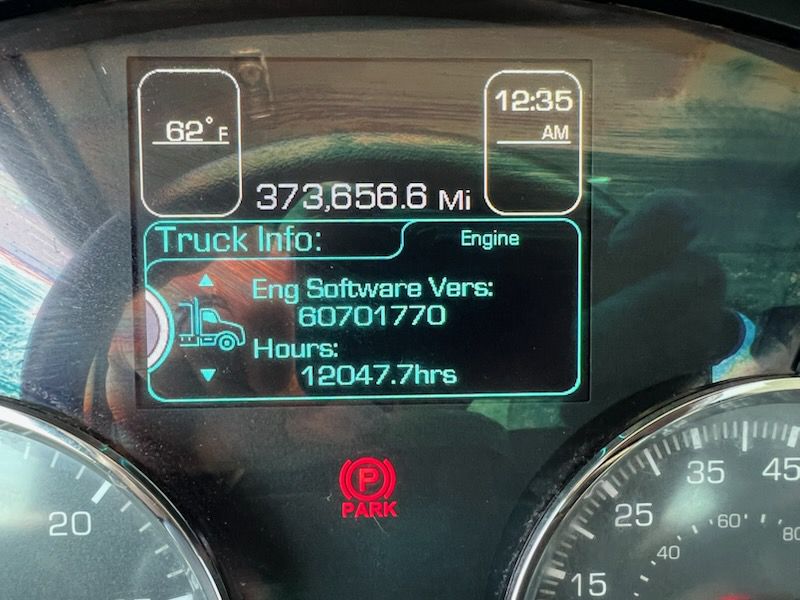 62°F
12:35
AM
373,656.6 Mi
Truck Info:
Engine
Eng Software Vers:
60701770
Hours:
12047.7hrs
P
PARK
20
15
25
35
45
40
60
80